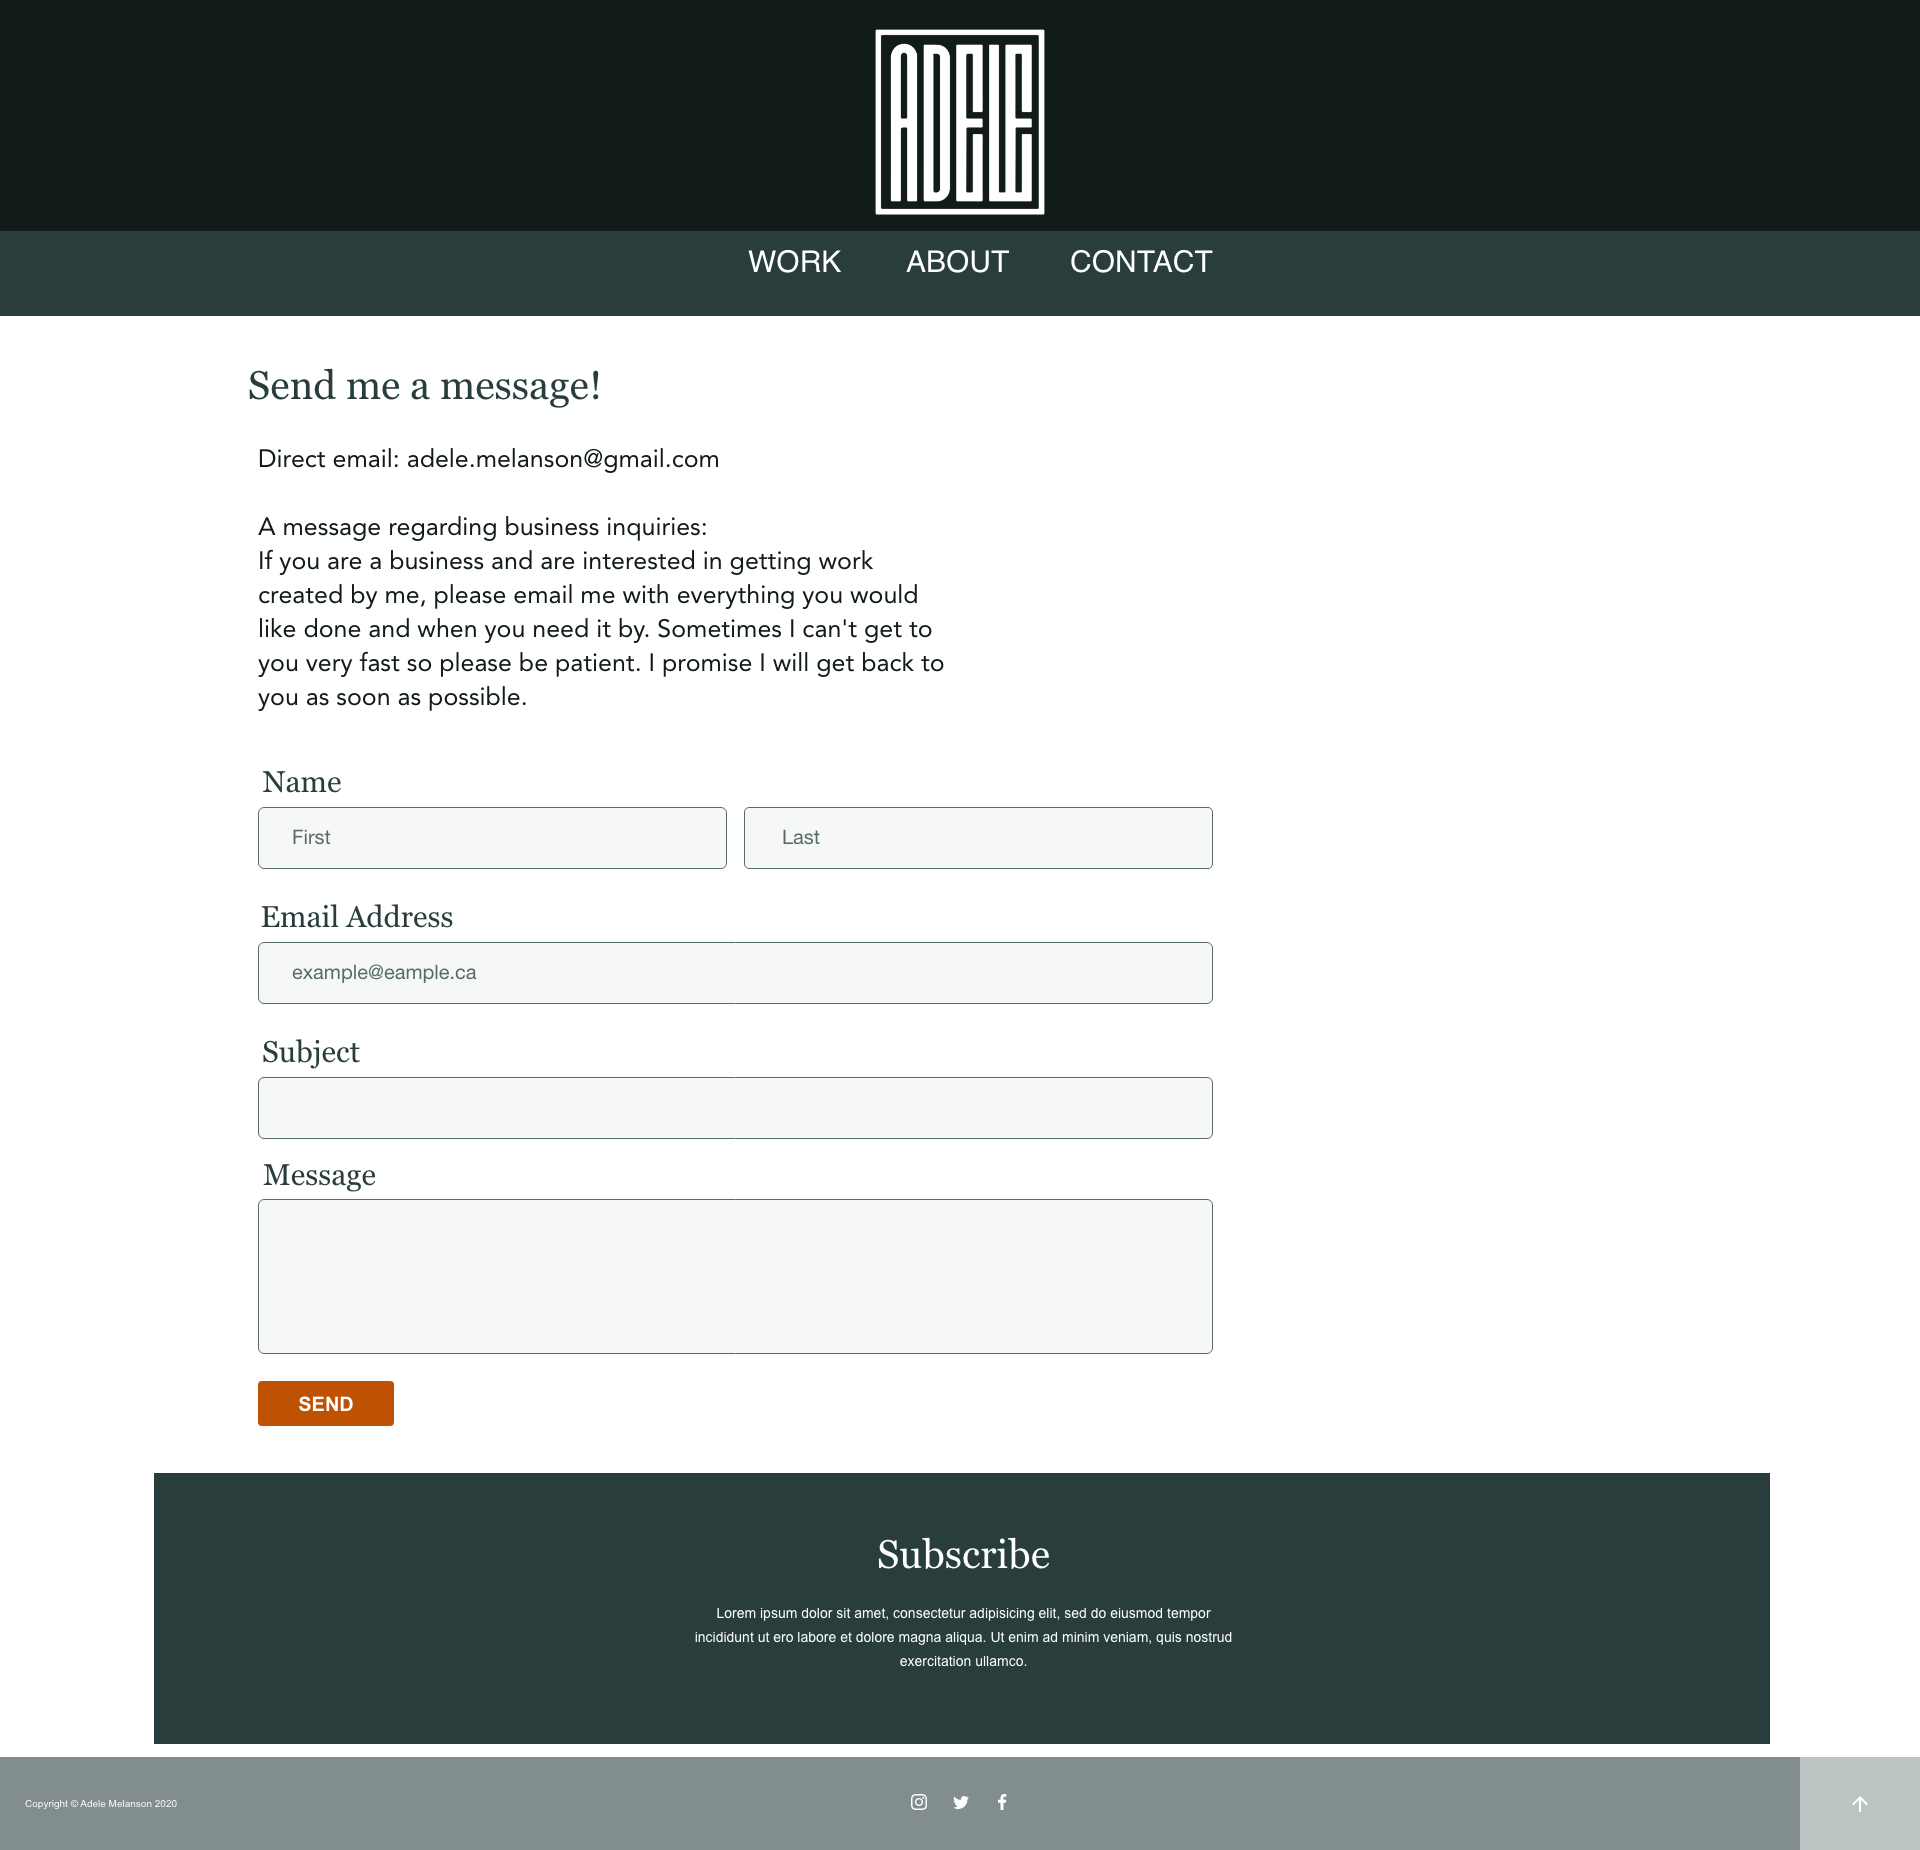 ADELE
WORK ABOUT CONTACT
Send me a message!
Direct email: adele.melanson@gmail.com
A message regarding business inquiries:
If you are a business and are interested in getting work
created by me, please email me with everything you would
like done and when you need it by. Sometimes I can't get to
you very fast so please be patient. I promise I will get back to
you as soon as possible.
Name
First Last
Email Address
example@eample.ca
Subject
Message
SEND
Subscribe
Lorem ipsum dolor sit amet, consectetur adipisicing elit, sed do eiusmod tempor
incididunt ut ero labore et dolore magna aliqua. Ut enim ad minim veniam, quis nostrud
exercitation ullamco.
Copyright © Adele Melanson 2020